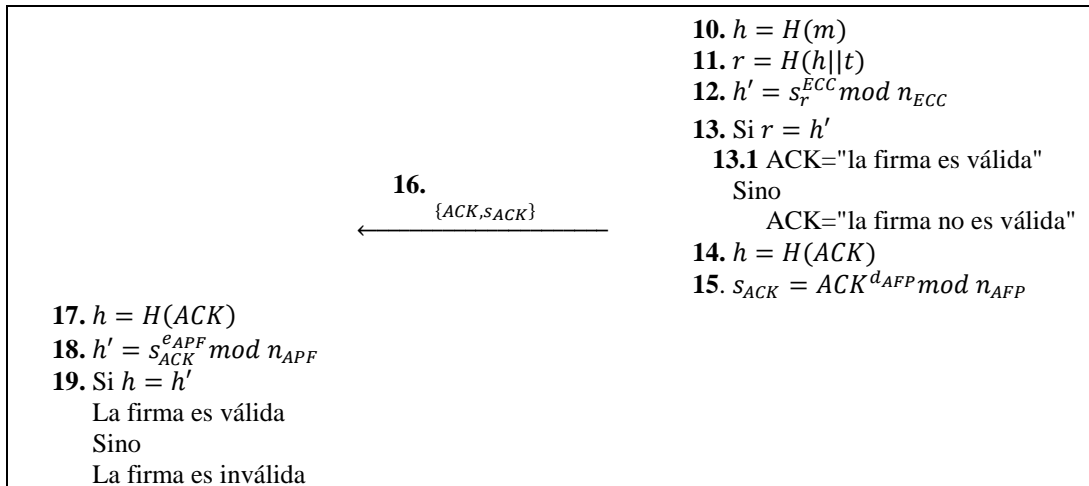 10. h = H(m)
11. r = H(h||t)
12. h' = s_r^{ECC} mod n_{ECC}
13. Si r = h'
13.1 ACK="la firma es válida"
Sino
ACK="la firma no es válida"
14. h = H(ACK)
15. s_{ACK} = ACK^{d_{AFP}} mod n_{AFP}
16.
{ACK,s_{ACK}}
17. h = H(ACK)
18. h' = s_{ACK}^{e_{APF}} mod n_{APF}
19. Si h = h'
La firma es válida
Sino
La firma es inválida